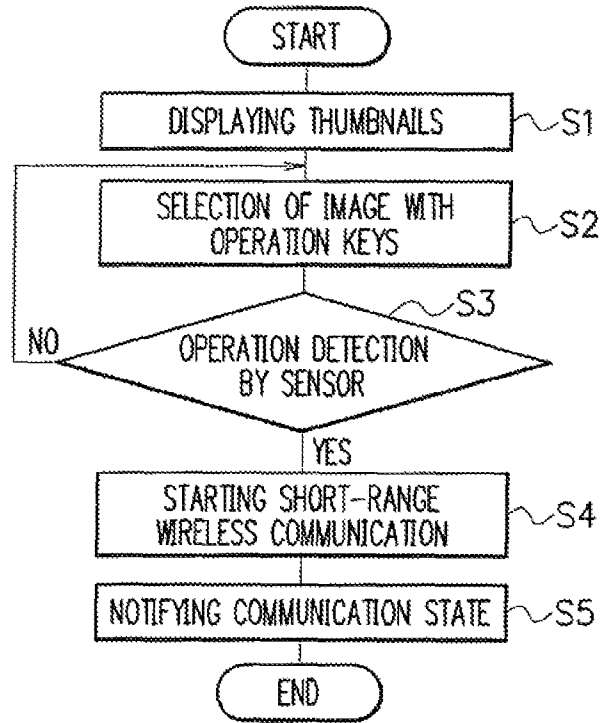 START
DISPLAYING THUMBNAILS
S1
SELECTION OF IMAGE WITH
OPERATION KEYS
S2
S3
OPERATION DETECTION
BY SENSOR
NO
YES
STARTING SHORT-RANGE
WIRELESS COMMUNICATION
S4
NOTIFYING COMMUNICATION STATE
S5
END